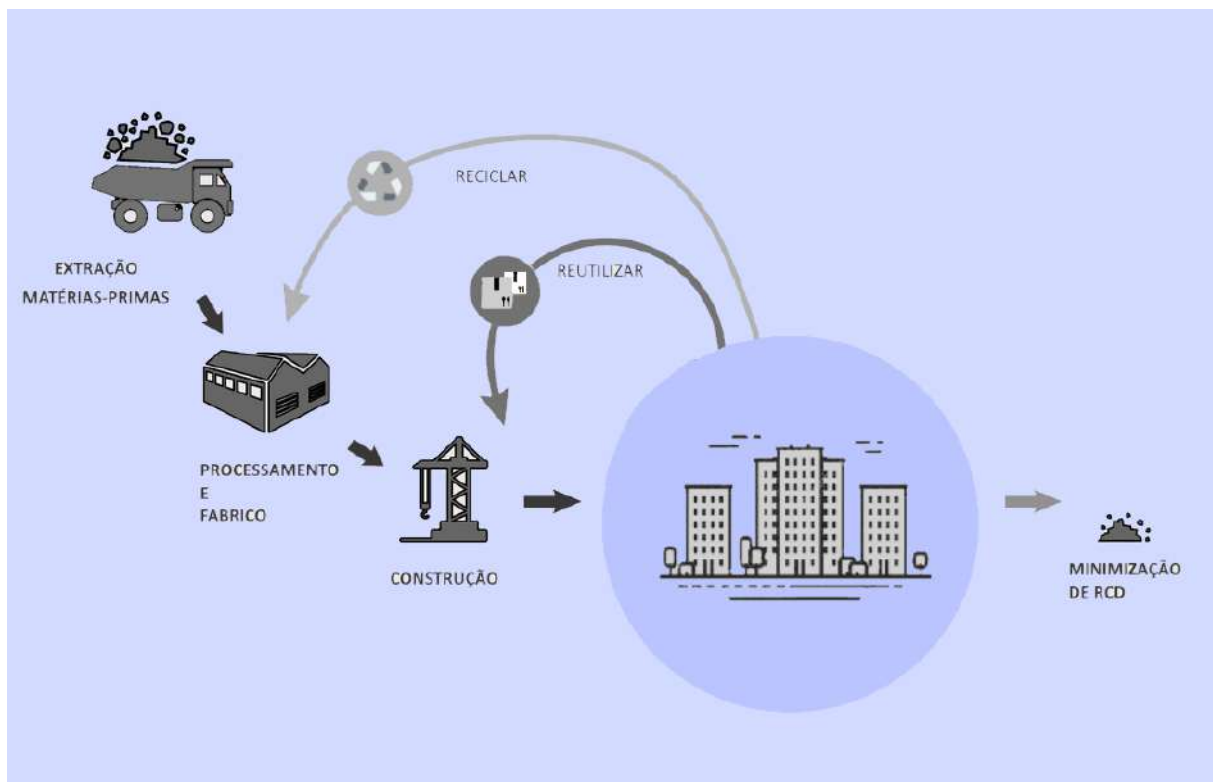 RECICLAR
REUTILIZAR
EXTRAÇÃO
MATÉRIAS-PRIMAS
PROCESSAMENTO
E
FABRICO
CONSTRUÇÃO
MINIMIZAÇÃO
DE RCD